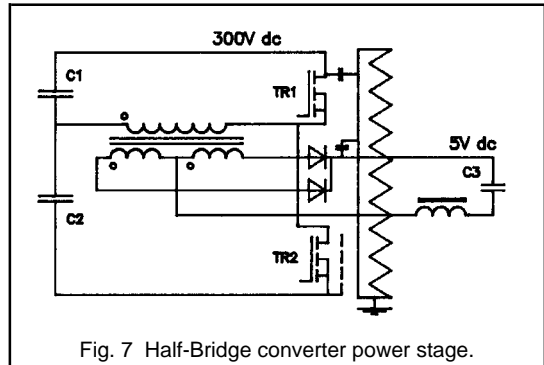 300V dc
C1
TR1
5V dc
C3
C2
TR2
Fig. 7 Half-Bridge converter power stage.